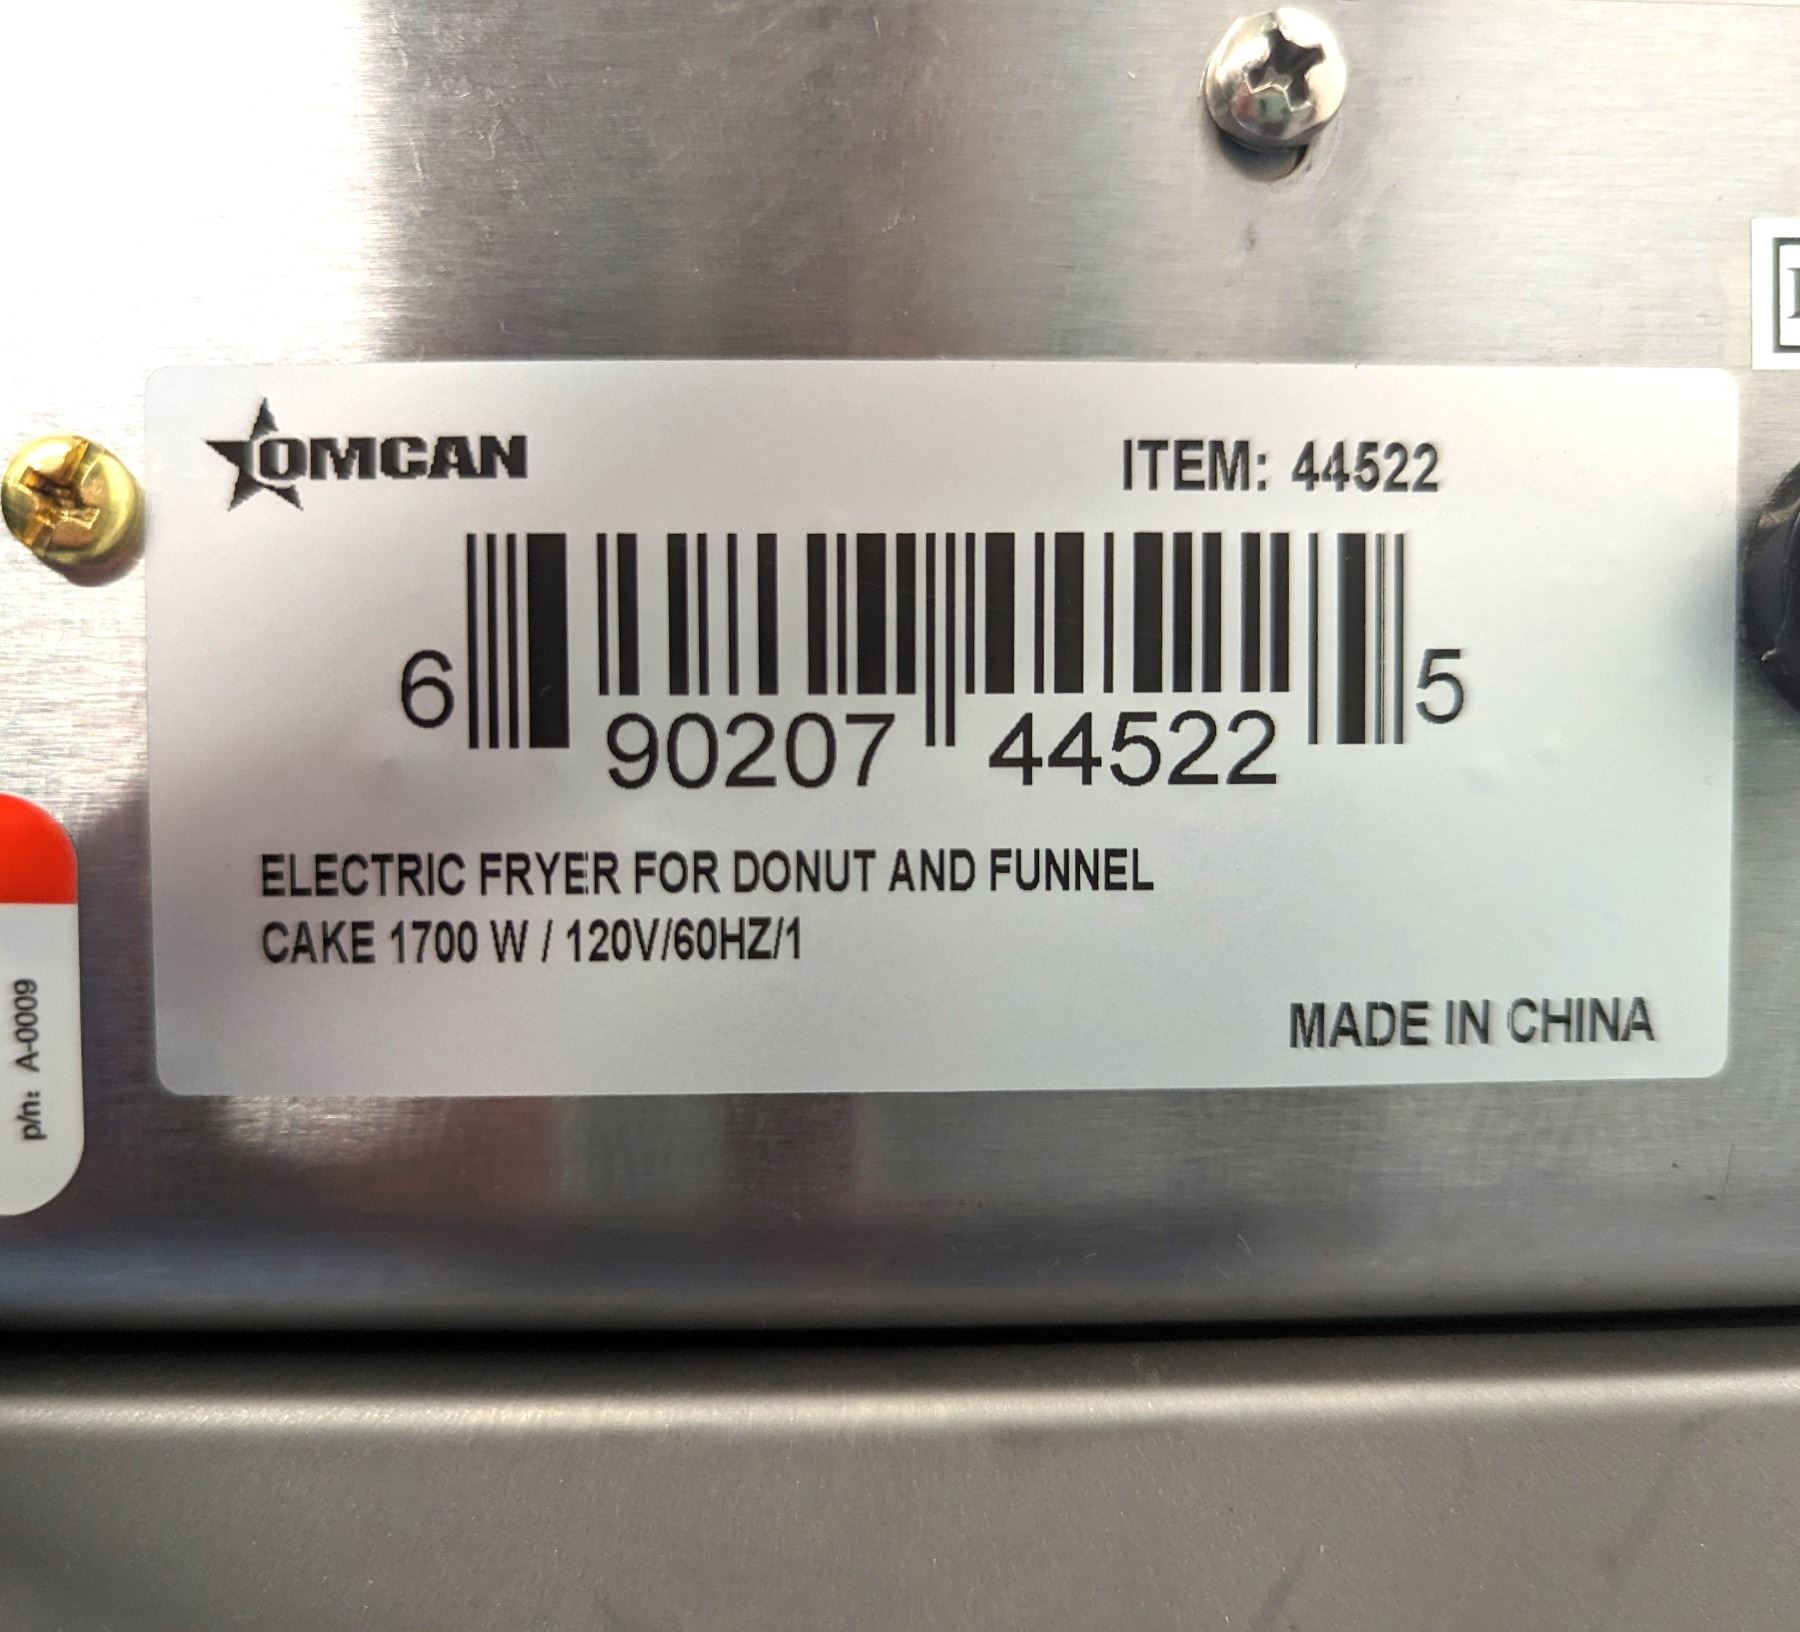 OMCAN
ITEM: 44522
6 90207 44522 5
ELECTRIC FRYER FOR DONUT AND FUNNEL
CAKE 1700 W / 120V/60HZ/1
MADE IN CHINA
p/n: A-0009